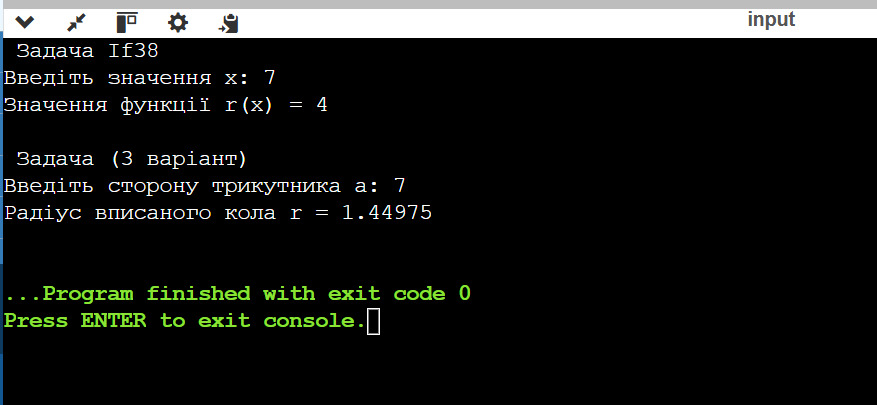 input
Задача If38
Введіть значення x: 7
Значення функції r(x) = 4
Задача (3 варіант)
Введіть сторону трикутника a: 7
Радіус вписаного кола r = 1.44975
...Program finished with exit code 0
Press ENTER to exit console.